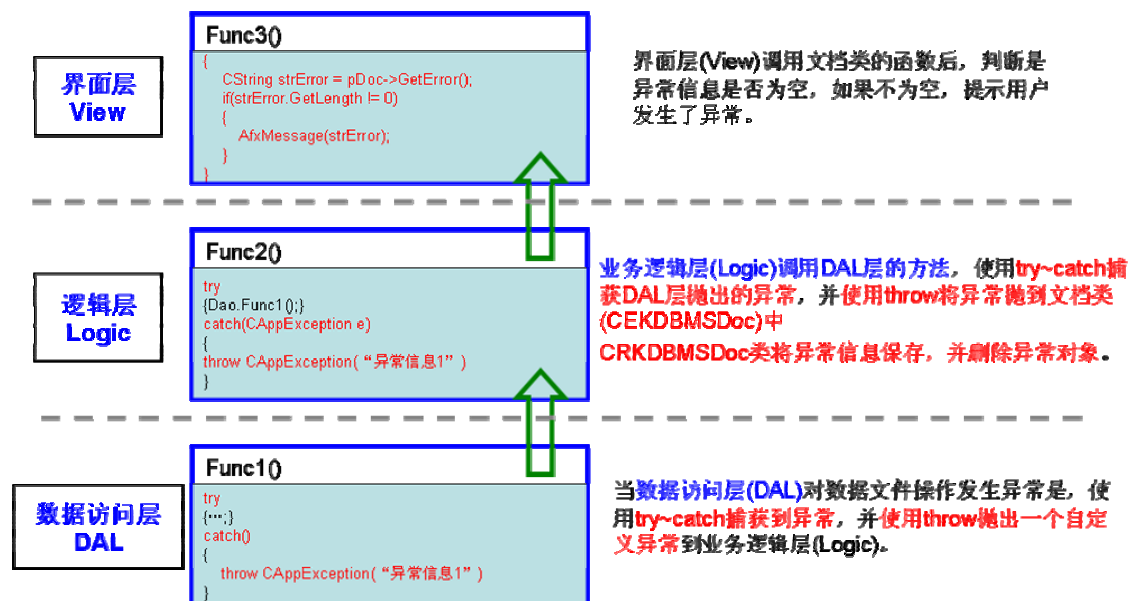 Func3()
界面层
View
{
CString strError = pDoc->GetError();
if(strError.GetLength != 0)
{
AfxMessage(strError);
}
}
界面层(View)调用文档类的函数后，判断是
异常信息是否为空，如果不为空，提示用户
发生了异常。
Func2()
逻辑层
Logic
try
{Dao.Func1();}
catch(CAppException e)
{
throw CAppException(“异常信息1”)
}
业务逻辑层(Logic)调用DAL层的方法，使用try~catch捕
获DAL层抛出的异常，并使用throw将异常抛到文档类
(CEKDBMSDoc)中
CRKDBMSDoc类将异常信息保存，并删除异常对象。
Func1()
数据访问层
DAL
try
{···;}
catch()
{
throw CAppException(“异常信息1”)
}
当数据访问层(DAL)对数据文件操作发生异常是，使
用try~catch捕获到异常，并使用throw抛出一个自定
义异常到业务逻辑层(Logic)。